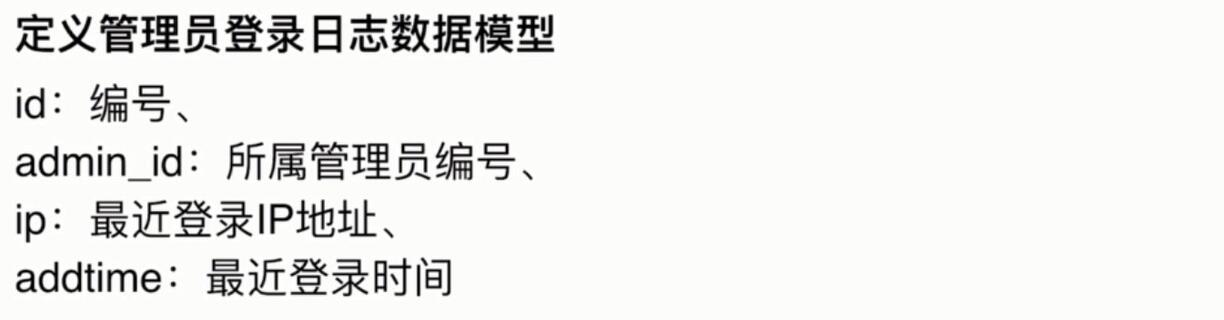 定义管理员登录日志数据模型
id：编号、
admin_id：所属管理员编号、
ip：最近登录IP地址、
addtime：最近登录时间